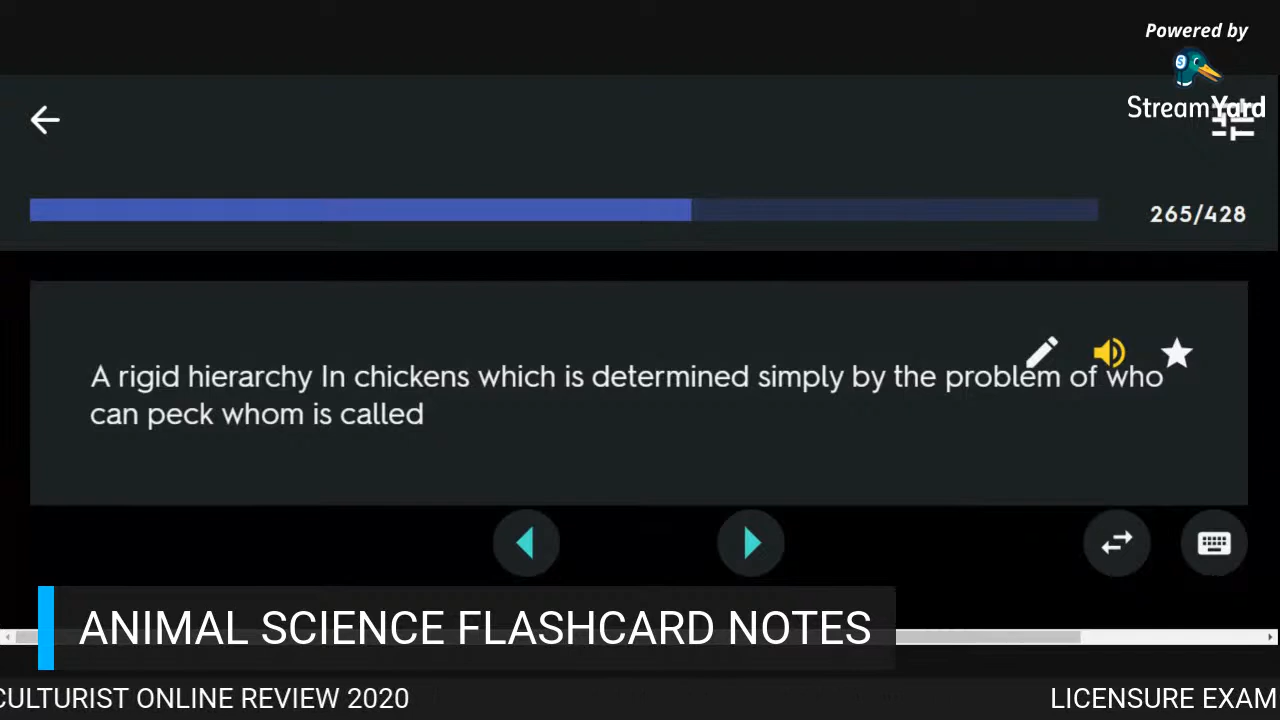 Powered by
StreamYard
265/428
A rigid hierarchy In chickens which is determined simply by the problem of who
can peck whom is called
ANIMAL SCIENCE FLASHCARD NOTES
CULTURIST ONLINE REVIEW 2020
LICENSURE EXAM